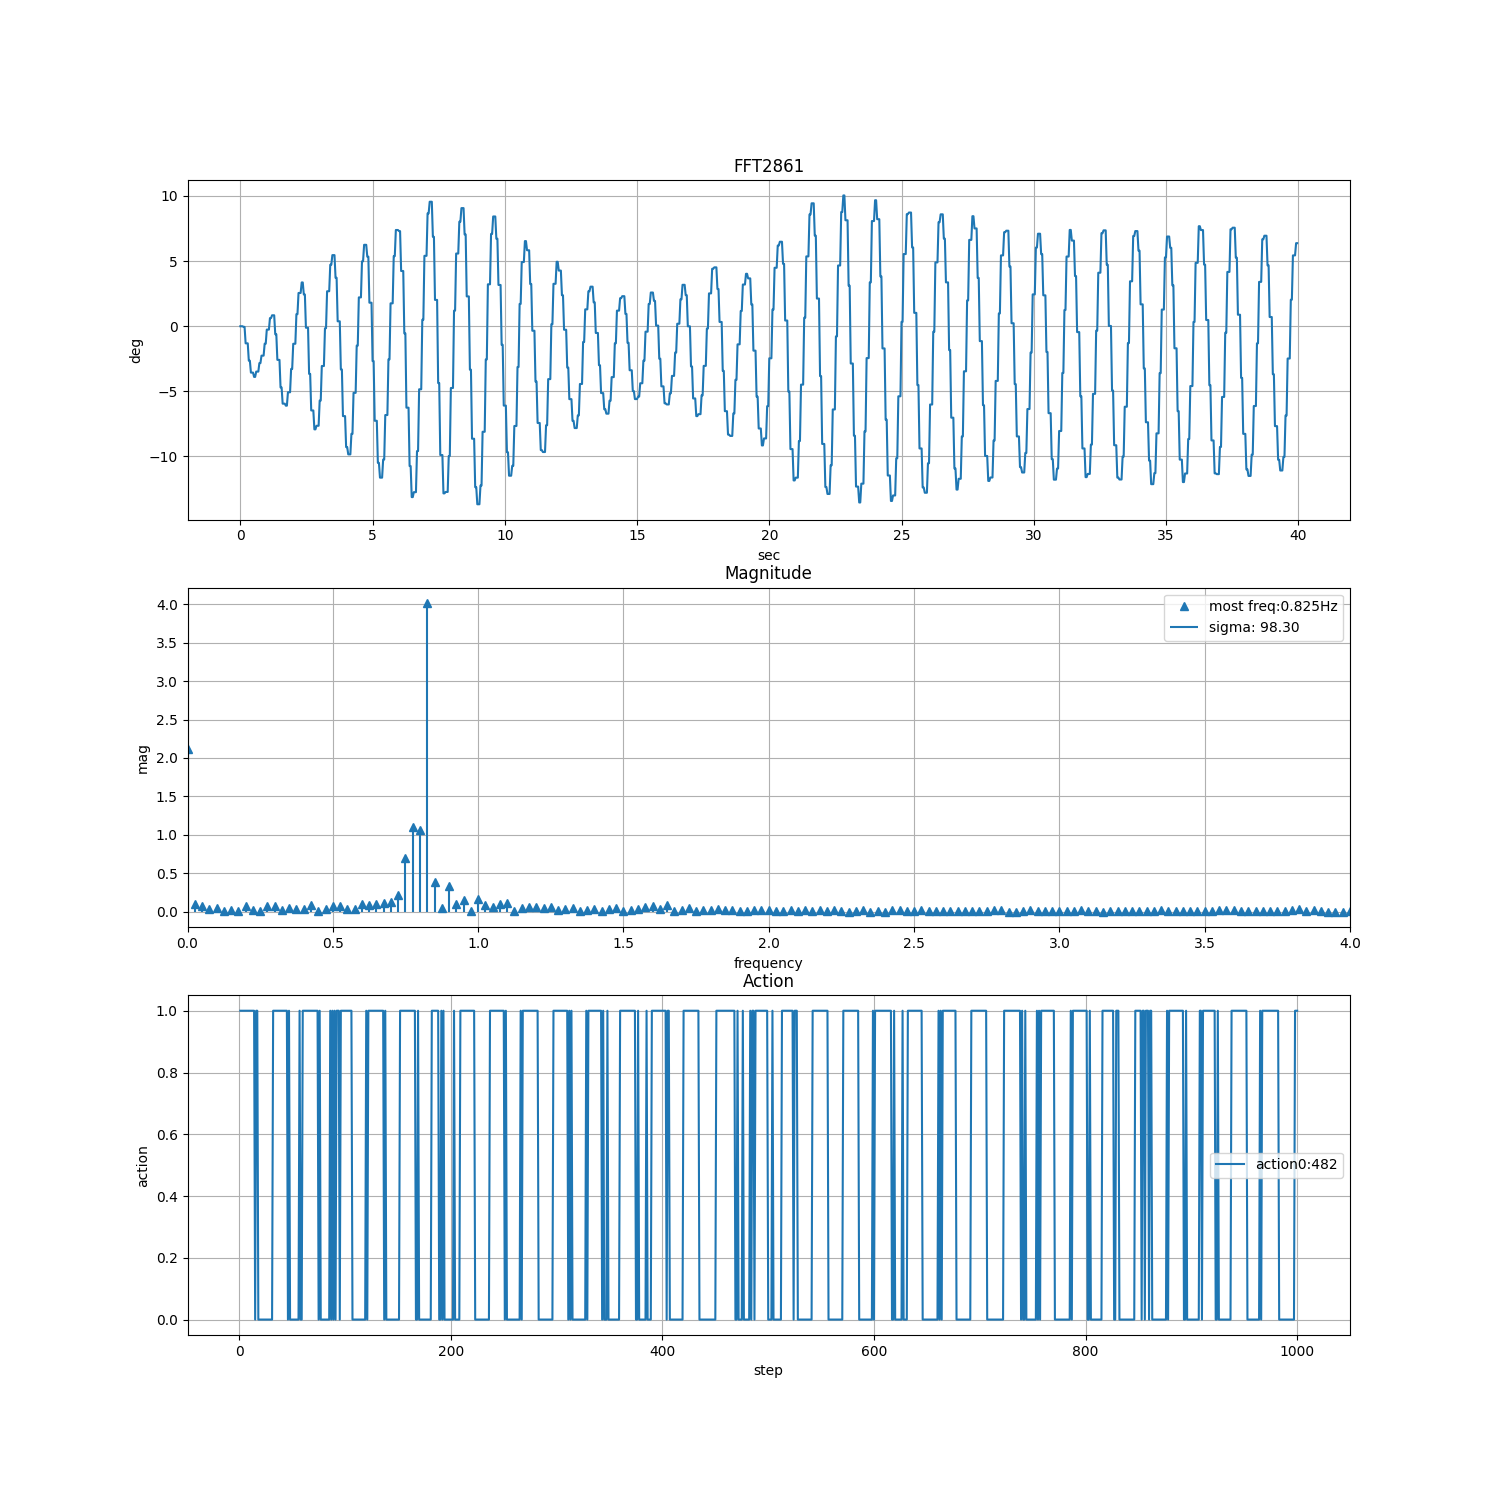 FFT2861
deg
10
5
0
−5
−10
0 5 10 15 20 25 30 35 40
sec
Magnitude
mag
4.0
3.5
3.0
2.5
2.0
1.5
1.0
0.5
0.0
most freq:0.825Hz
sigma: 98.30
0.0 0.5 1.0 1.5 2.0 2.5 3.0 3.5 4.0
frequency
Action
action
1.0
0.8
0.6
0.4
0.2
0.0
action0:482
0 200 400 600 800 1000
step